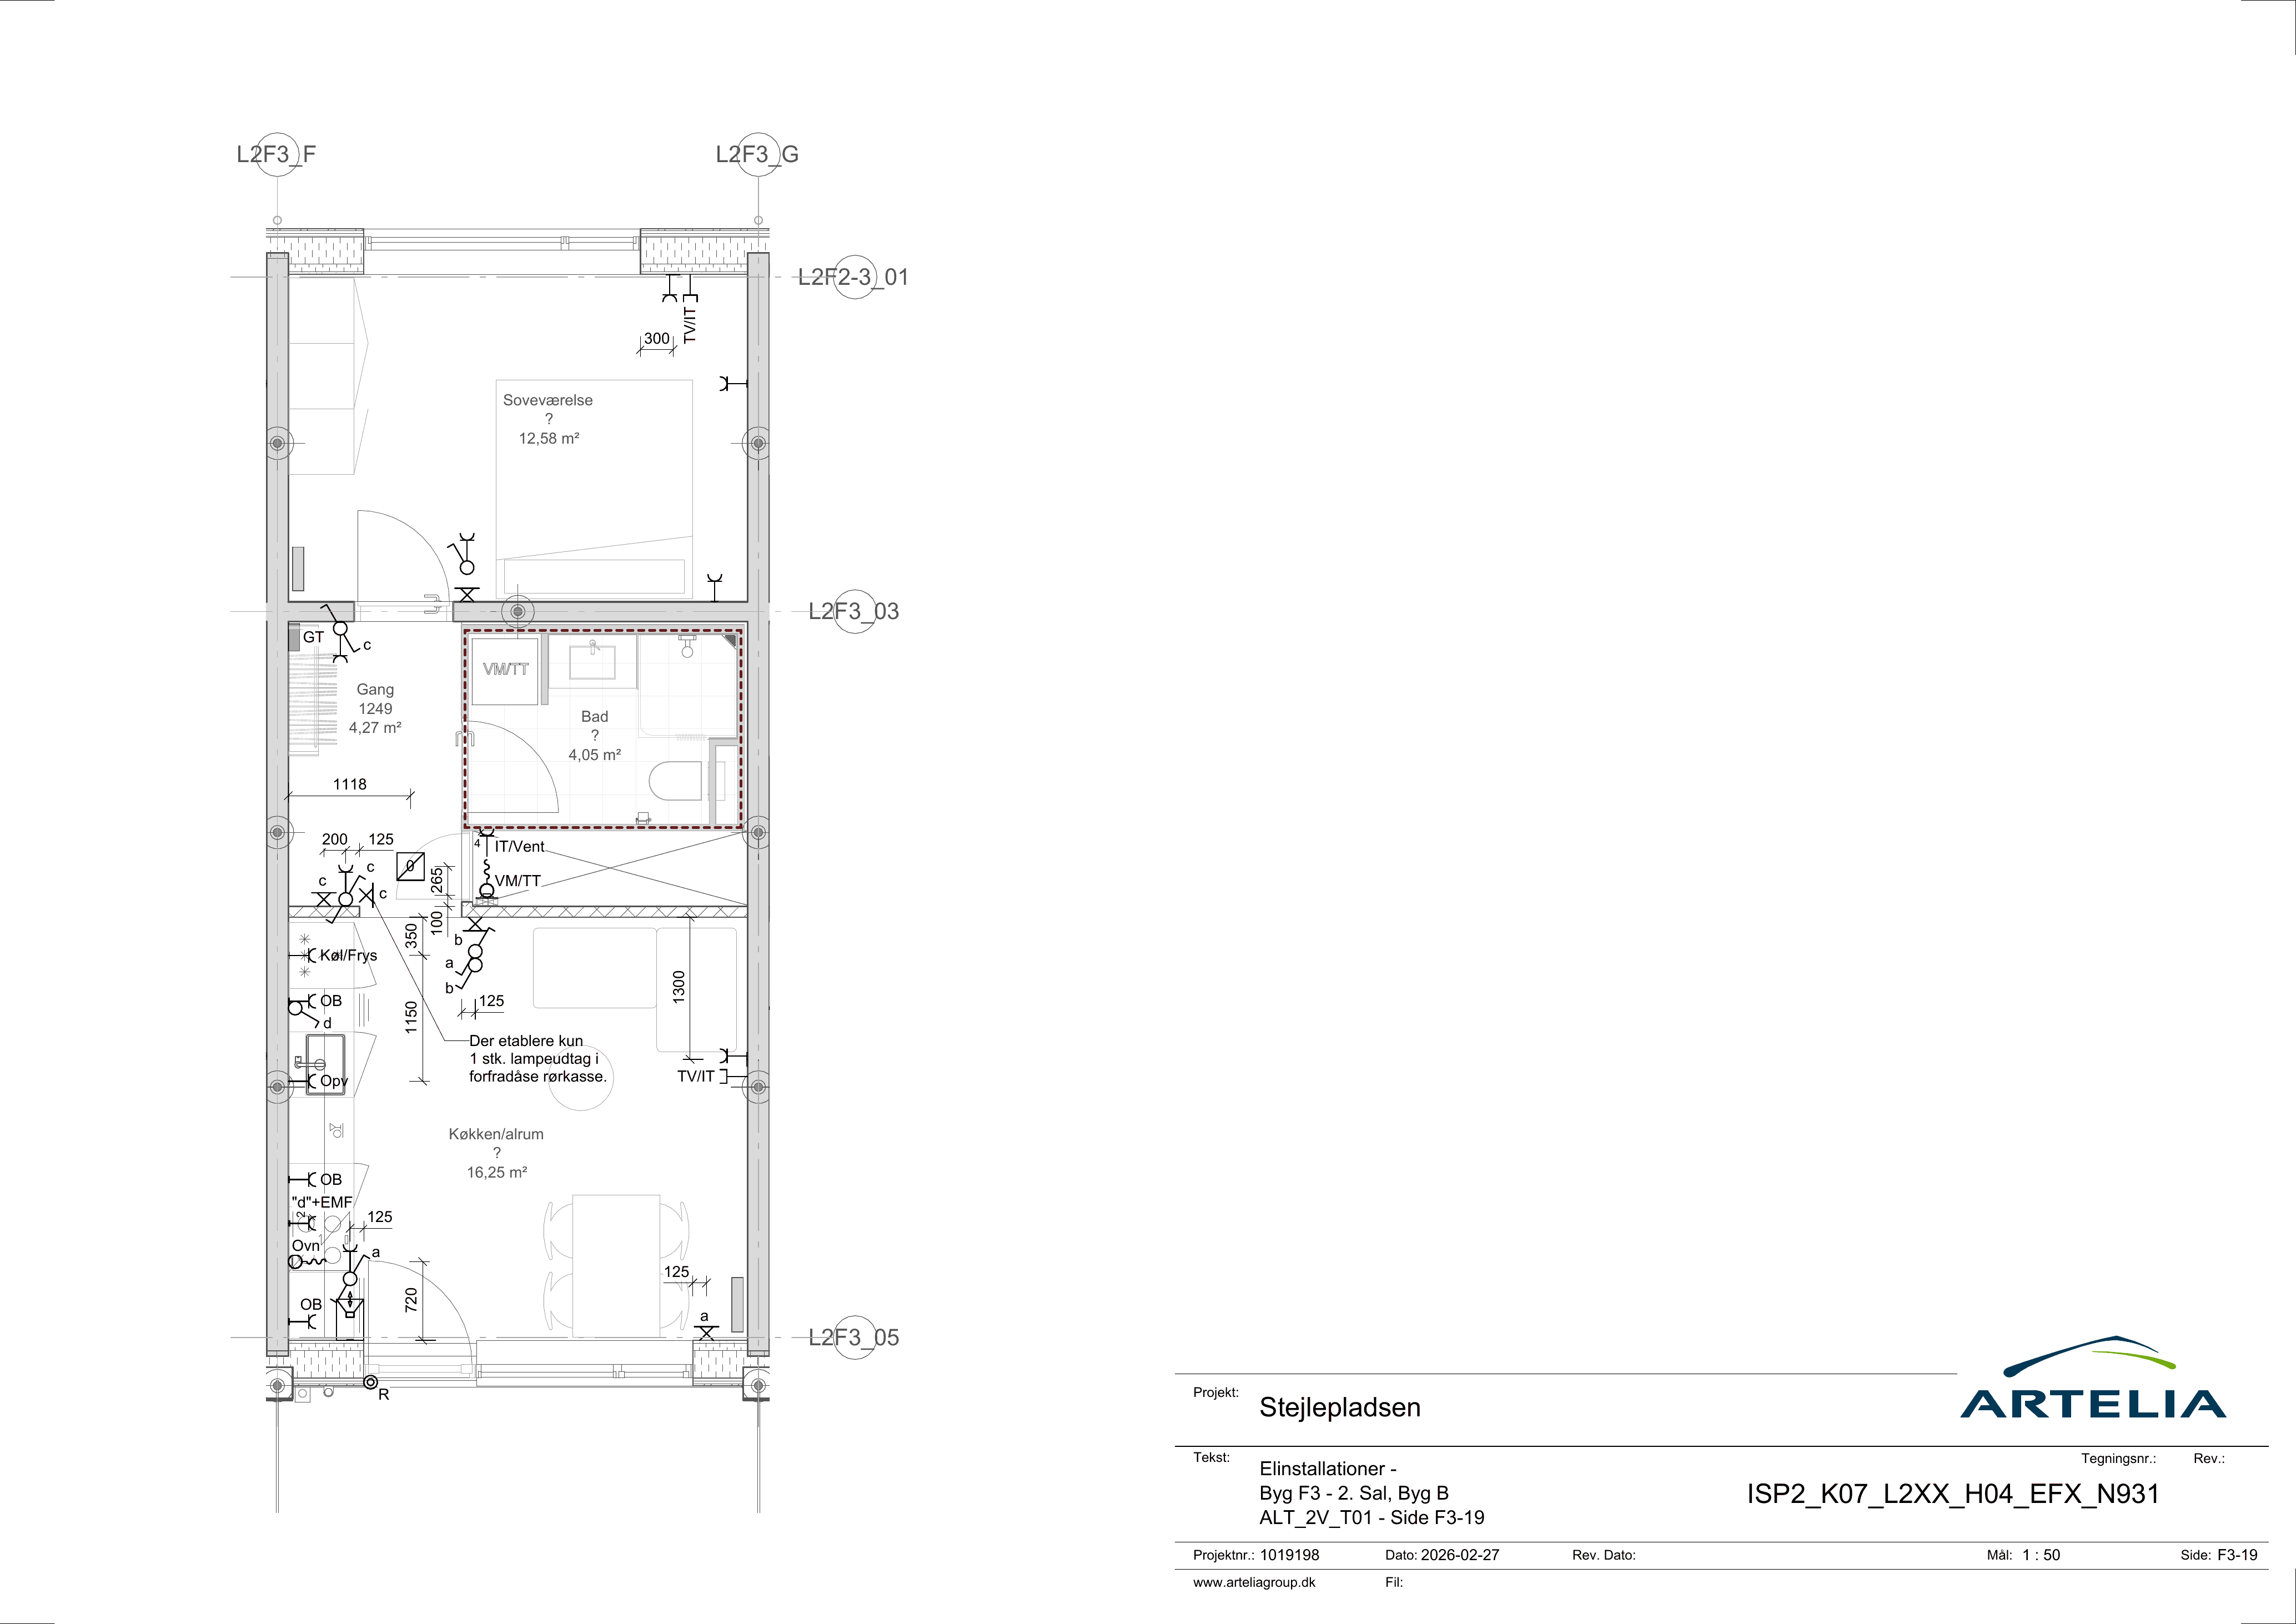 L2F3_F
L2F3_G
L2F2-3_01
TV/IT
300
Soveværelse
?
12,58 m²
L2F3_03
GT
c
VM/TT
Gang
1249
4,27 m²
Bad
?
4,05 m²
1118
200
125
4
IT/Vent
c
0
265
VM/TT
c
c
100
350
b
Køl/Frys
a
b
1300
OB
125
d
1150
Der etablere kun
1 stk. lampeudtag i
forfradåse rørkasse.
Opv
TV/IT
Køkken/alrum
?
16,25 m²
OB
"d"+EMF
2
125
Ovn
a
125
720
OB
a
L2F3_05
R
Projekt:
Stejlepladsen
ARTELIA
Tekst:
Elinstallationer -
Byg F3 - 2. Sal, Byg B
ALT_2V_T01 - Side F3-19
Tegningsnr.:
Rev.:
ISP2_K07_L2XX_H04_EFX_N931
Projektnr.: 1019198
Dato: 2026-02-27
Rev. Dato:
Mål: 1 : 50
Side: F3-19
www.arteliagroup.dk
Fil: